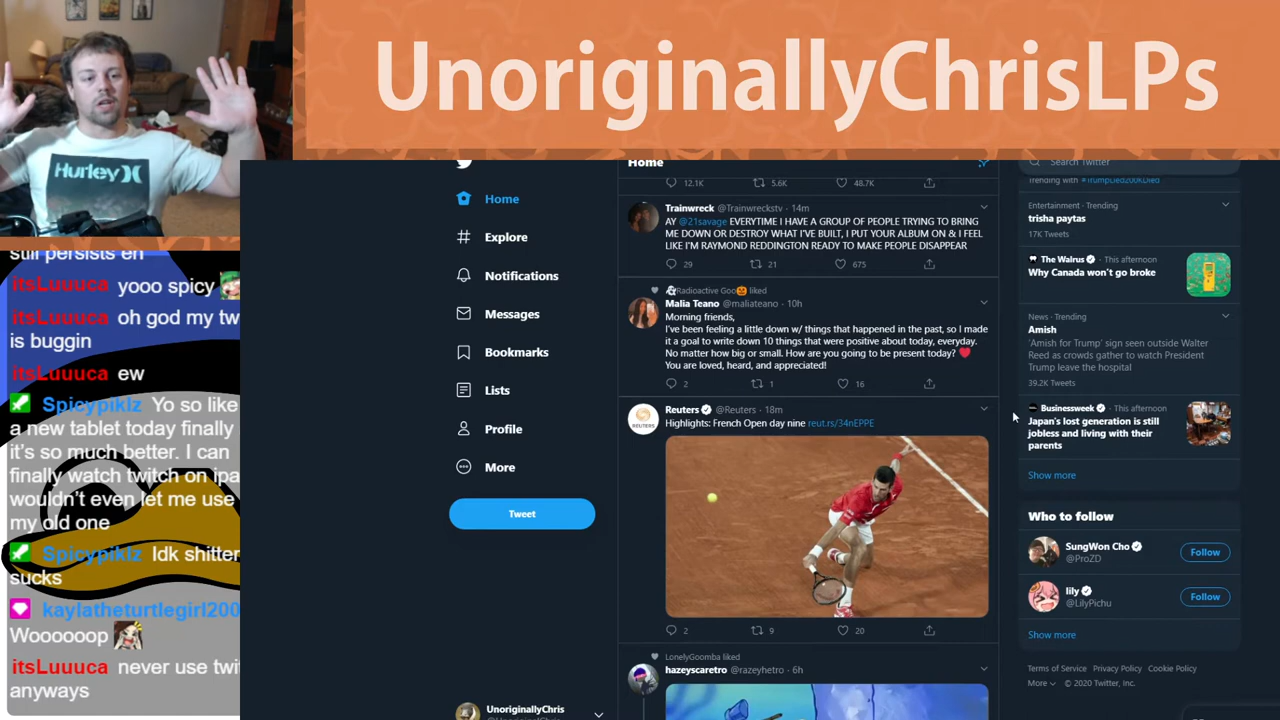 UnoriginallyChrisLPs
Hurley
still persists en
itsLuuuca yooo spicy
itsLuuuca oh god my tw
is buggin
itsLuuuca ew
Spicypiklz Yo so like
a new tablet today finally
it's so much better. I can
finally watch twitch on ipa
wouldn't even let me use
my old one
Spicypiklz Idk shitter
sucks
kaylatheturtlegirl200
Woooooop
itsLuuuca never use twi
anyways
Home
Explore
Notifications
Messages
Bookmarks
Lists
Profile
More
Tweet
UnoriginallyChris
Home
12.1K 5.6K 48.7K
Trainwreck @Trainwreckstv · 14m
AY @21savage EVERYTIME I HAVE A GROUP OF PEOPLE TRYING TO BRING
ME DOWN OR DESTROY WHAT I'VE BUILT, I PUT YOUR ALBUM ON & I FEEL
LIKE I'M RAYMOND REDDINGTON READY TO MAKE PEOPLE DISAPPEAR
29 21 675
Radioactive Goo🎃 liked
Malia Teano @maliateano · 10h
Morning friends,
I've been feeling a little down w/ things that happened in the past, so I made
it a goal to write down 10 things that were positive about today, everyday.
No matter how big or small. How are you going to be present today? ❤
You are loved, heard, and appreciated!
2 1 16
Reuters @Reuters · 18m
Highlights: French Open day nine reut.rs/34nEPPE
2 9 20
LonelyGoomba liked
hazeyscaretro @razeyhetro · 6h
Search Twitter
Trending with #TrumpLied200KDied
Entertainment · Trending
trisha paytas
17K Tweets
The Walrus · This afternoon
Why Canada won't go broke
News · Trending
Amish
'Amish for Trump' sign seen outside Walter
Reed as crowds gather to watch President
Trump leave the hospital
39.2K Tweets
Businessweek · This afternoon
Japan's lost generation is still
jobless and living with their
parents
Show more
Who to follow
SungWon Cho
@ProZD
Follow
lily
@LilyPichu
Follow
Show more
Terms of Service Privacy Policy Cookie Policy
More © 2020 Twitter, Inc.